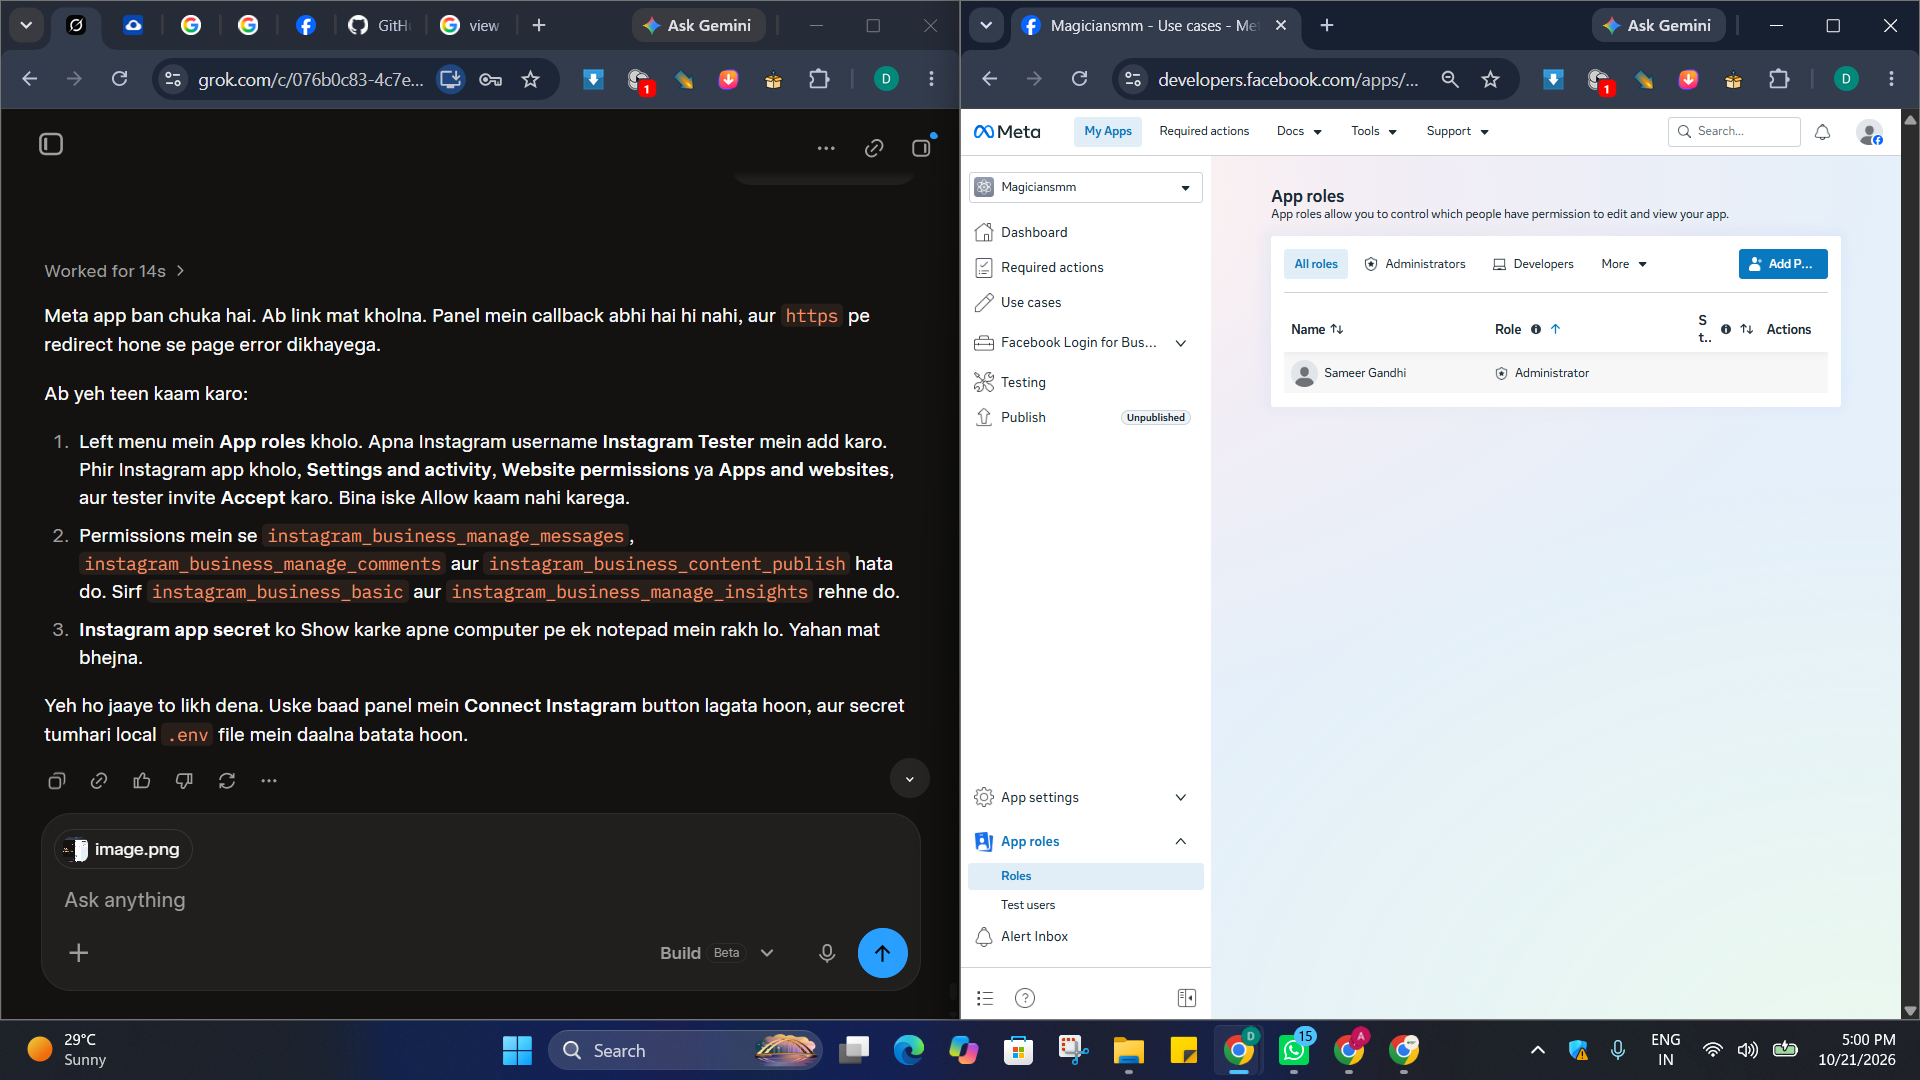 GitH
view
Ask Gemini
grok.com/c/076b0c83-4c7e...
1
D
Worked for 14s
Meta app ban chuka hai. Ab link mat kholna. Panel mein callback abhi hai hi nahi, aur https pe
redirect hone se page error dikhayega.
Ab yeh teen kaam karo:
1. Left menu mein App roles kholo. Apna Instagram username Instagram Tester mein add karo.
Phir Instagram app kholo, Settings and activity, Website permissions ya Apps and websites,
aur tester invite Accept karo. Bina iske Allow kaam nahi karega.
2. Permissions mein se instagram_business_manage_messages,
instagram_business_manage_comments aur instagram_business_content_publish hata
do. Sirf instagram_business_basic aur instagram_business_manage_insights rehne do.
3. Instagram app secret ko Show karke apne computer pe ek notepad mein rakh lo. Yahan mat
bhejna.
Yeh ho jaaye to likh dena. Uske baad panel mein Connect Instagram button lagata hoon, aur secret
tumhari local .env file mein daalna batata hoon.
image.png
Ask anything
Build Beta
Magiciansmm - Use cases - Me
Ask Gemini
developers.facebook.com/apps/...
1
D
Meta
My Apps
Required actions
Docs
Tools
Support
Search...
Magiciansmm
Dashboard
Required actions
Use cases
Facebook Login for Bus...
Testing
Publish
Unpublished
App settings
App roles
Roles
Test users
Alert Inbox
App roles
App roles allow you to control which people have permission to edit and view your app.
All roles
Administrators
Developers
More
Add P...
Name
Role
S
t..
Actions
Sameer Gandhi
Administrator
29°C
Sunny
Search
D
15
A
ENG
IN
5:00 PM
10/21/2026